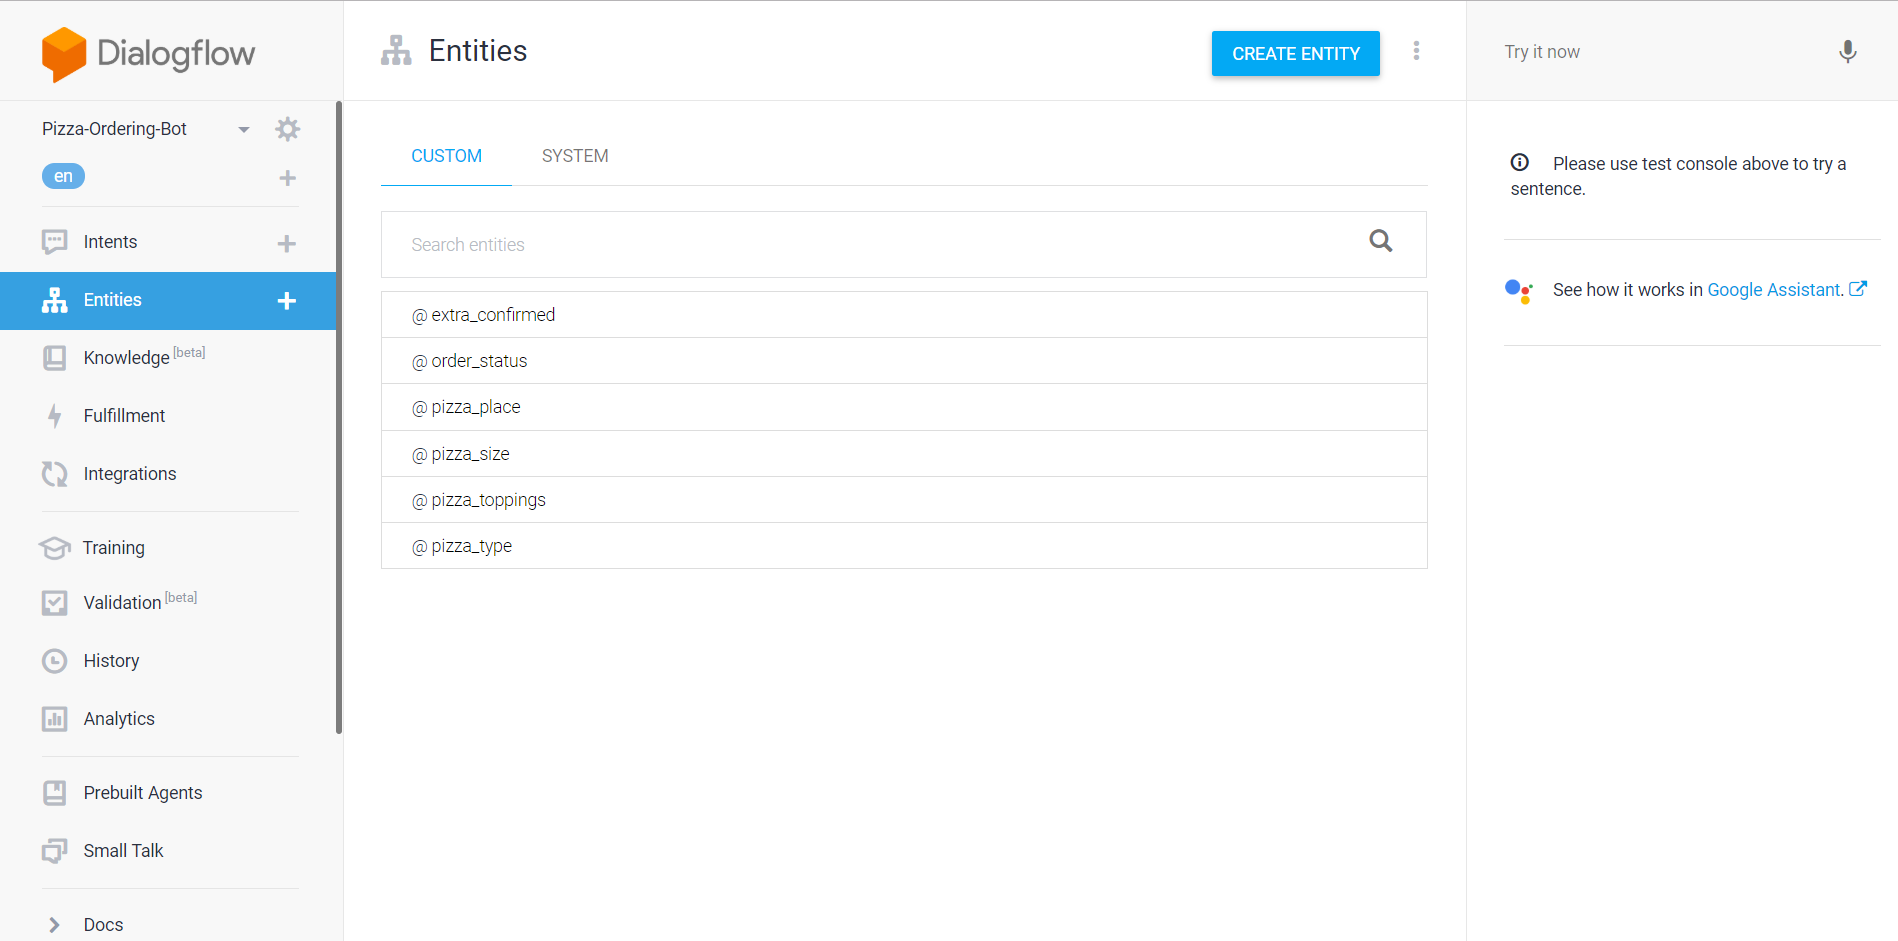 Dialogflow
Pizza-Ordering-Bot
en
Intents
Entities
Knowledge [beta]
Fulfillment
Integrations
Training
Validation [beta]
History
Analytics
Prebuilt Agents
Small Talk
Docs
Entities
CREATE ENTITY
CUSTOM SYSTEM
Search entities
@ extra_confirmed
@ order_status
@ pizza_place
@ pizza_size
@ pizza_toppings
@ pizza_type
Try it now
Please use test console above to try a
sentence.
See how it works in Google Assistant.